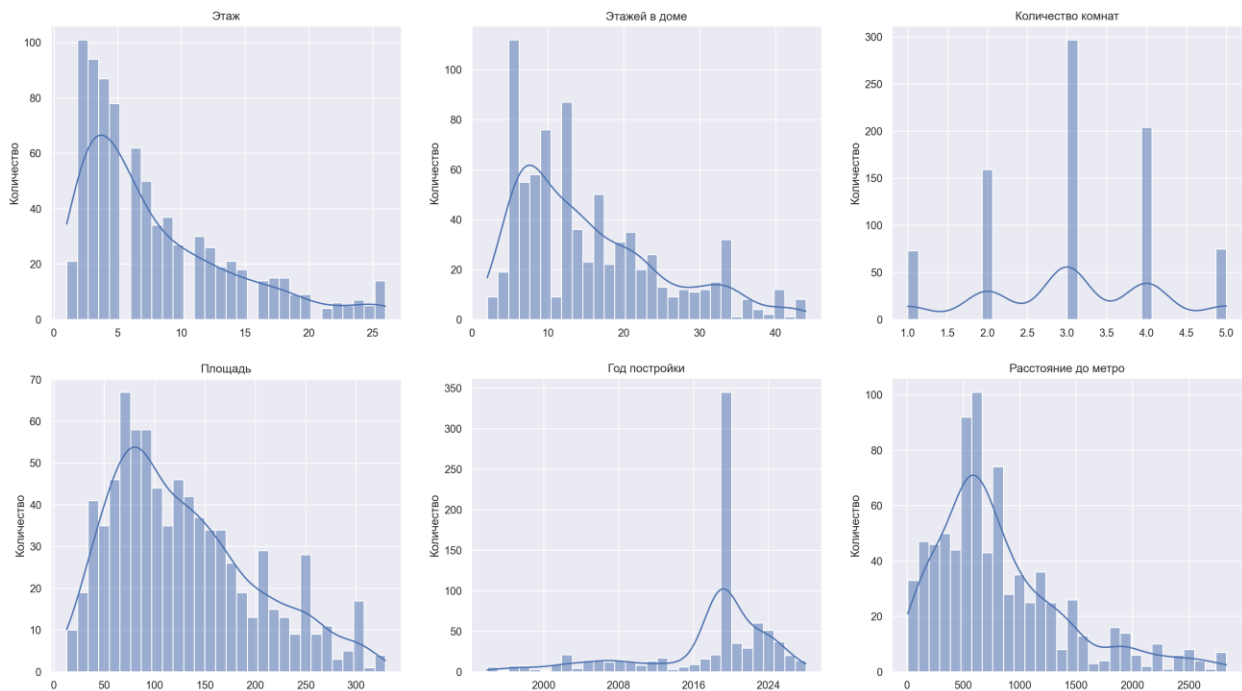 Этаж
Количество
100
80
60
40
20
0
0 5 10 15 20 25
Этажей в доме
Количество
100
80
60
40
20
0
0 10 20 30 40
Количество комнат
Количество
300
250
200
150
100
50
0
1.0 1.5 2.0 2.5 3.0 3.5 4.0 4.5 5.0
Площадь
Количество
70
60
50
40
30
20
10
0
0 50 100 150 200 250 300
Год постройки
Количество
350
300
250
200
150
100
50
0
2000 2008 2016 2024
Расстояние до метро
Количество
100
80
60
40
20
0
0 500 1000 1500 2000 2500